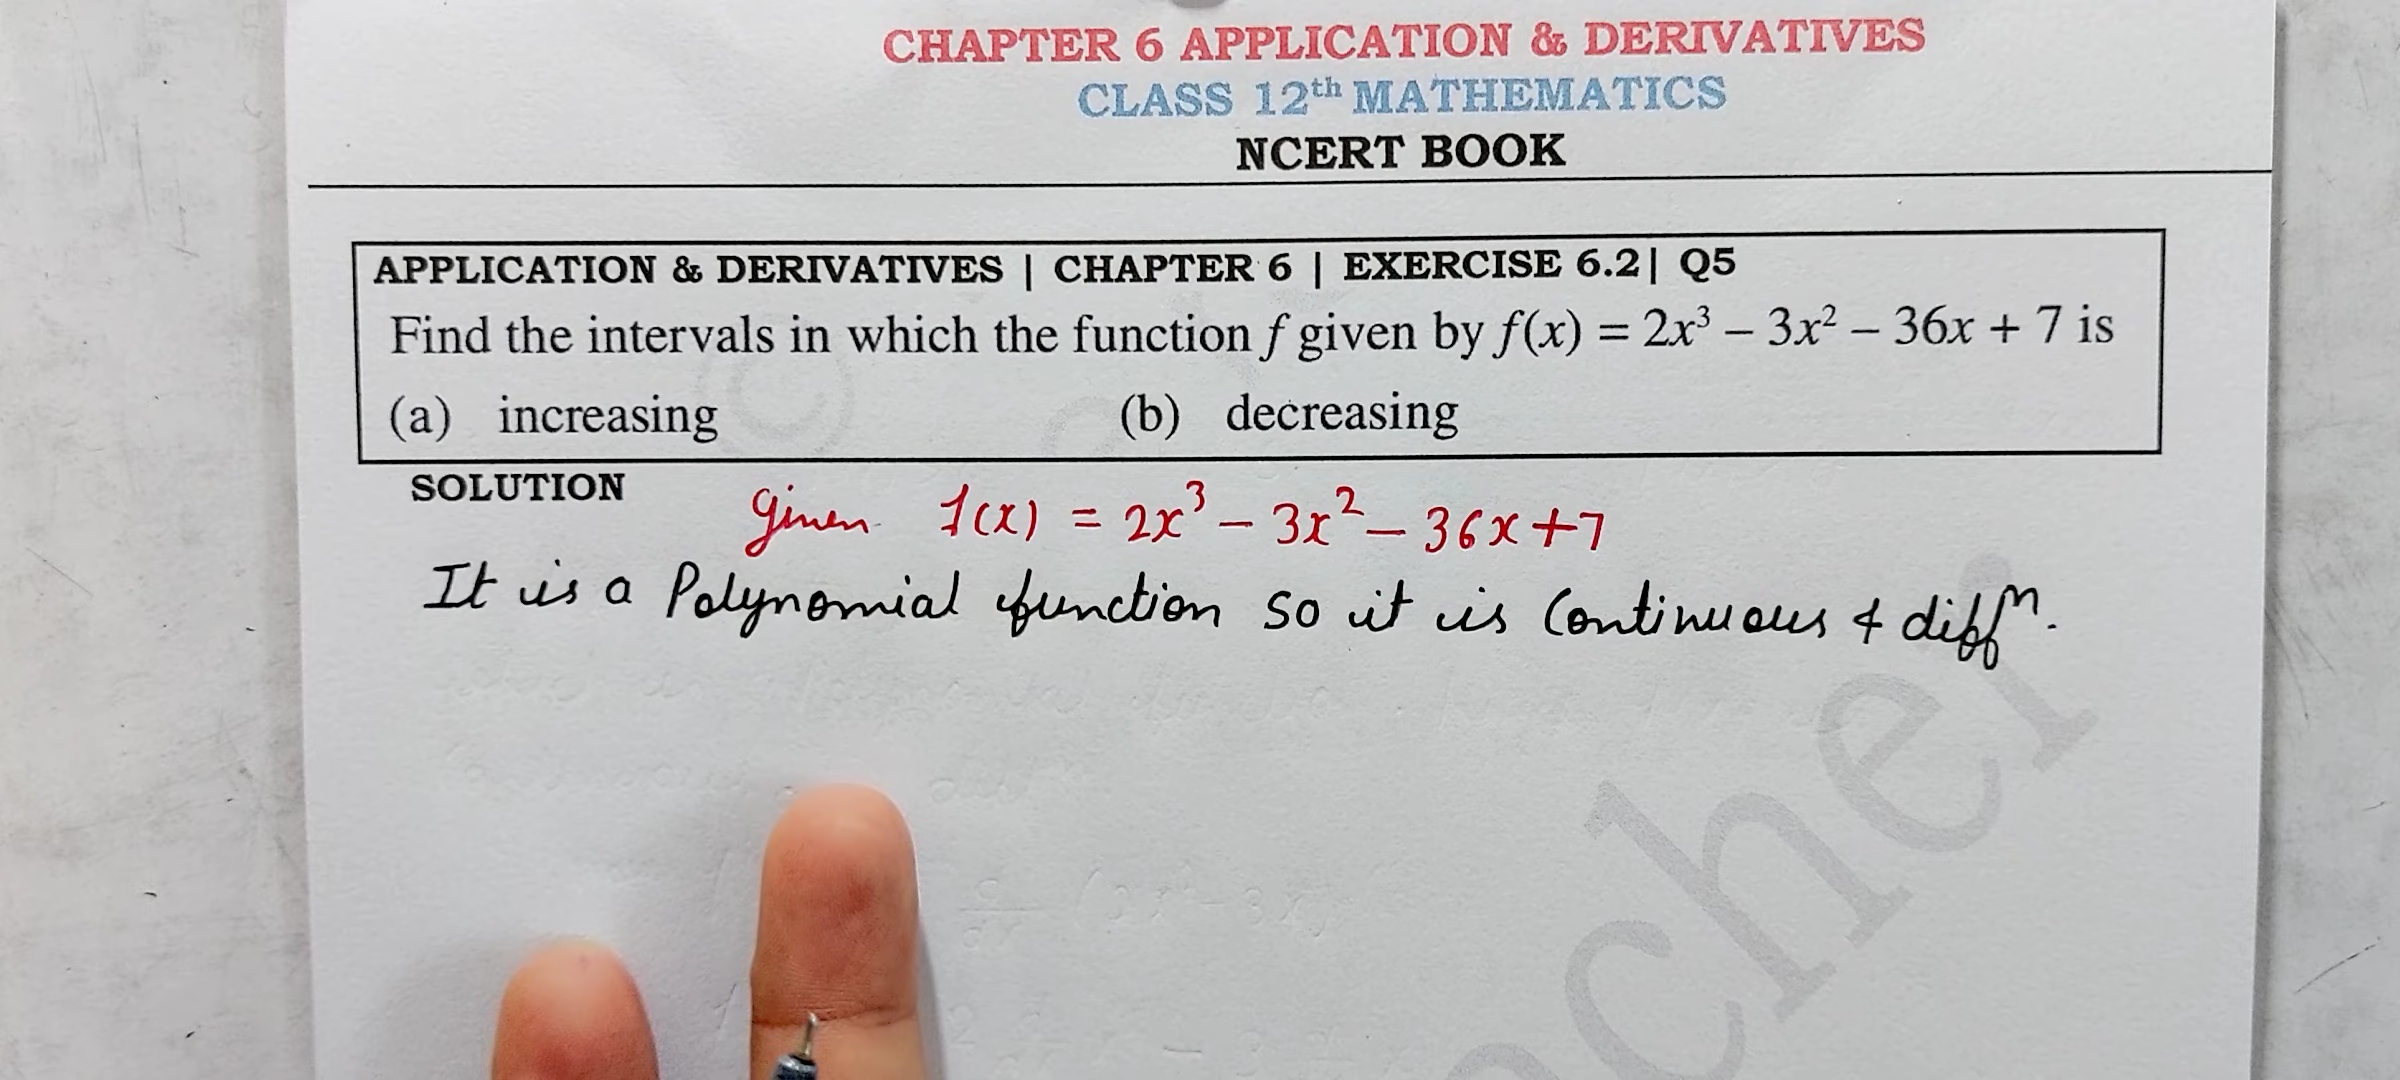 CHAPTER 6 APPLICATION & DERIVATIVES
CLASS 12th MATHEMATICS
NCERT BOOK
APPLICATION & DERIVATIVES | CHAPTER 6 | EXERCISE 6.2| Q5
Find the intervals in which the function f given by f(x) = 2x³ – 3x² – 36x + 7 is
(a) increasing (b) decreasing
SOLUTION Given f(x) = 2x³ – 3x² – 36x + 7
It is a Polynomial function so it is Continuous & diffⁿ.